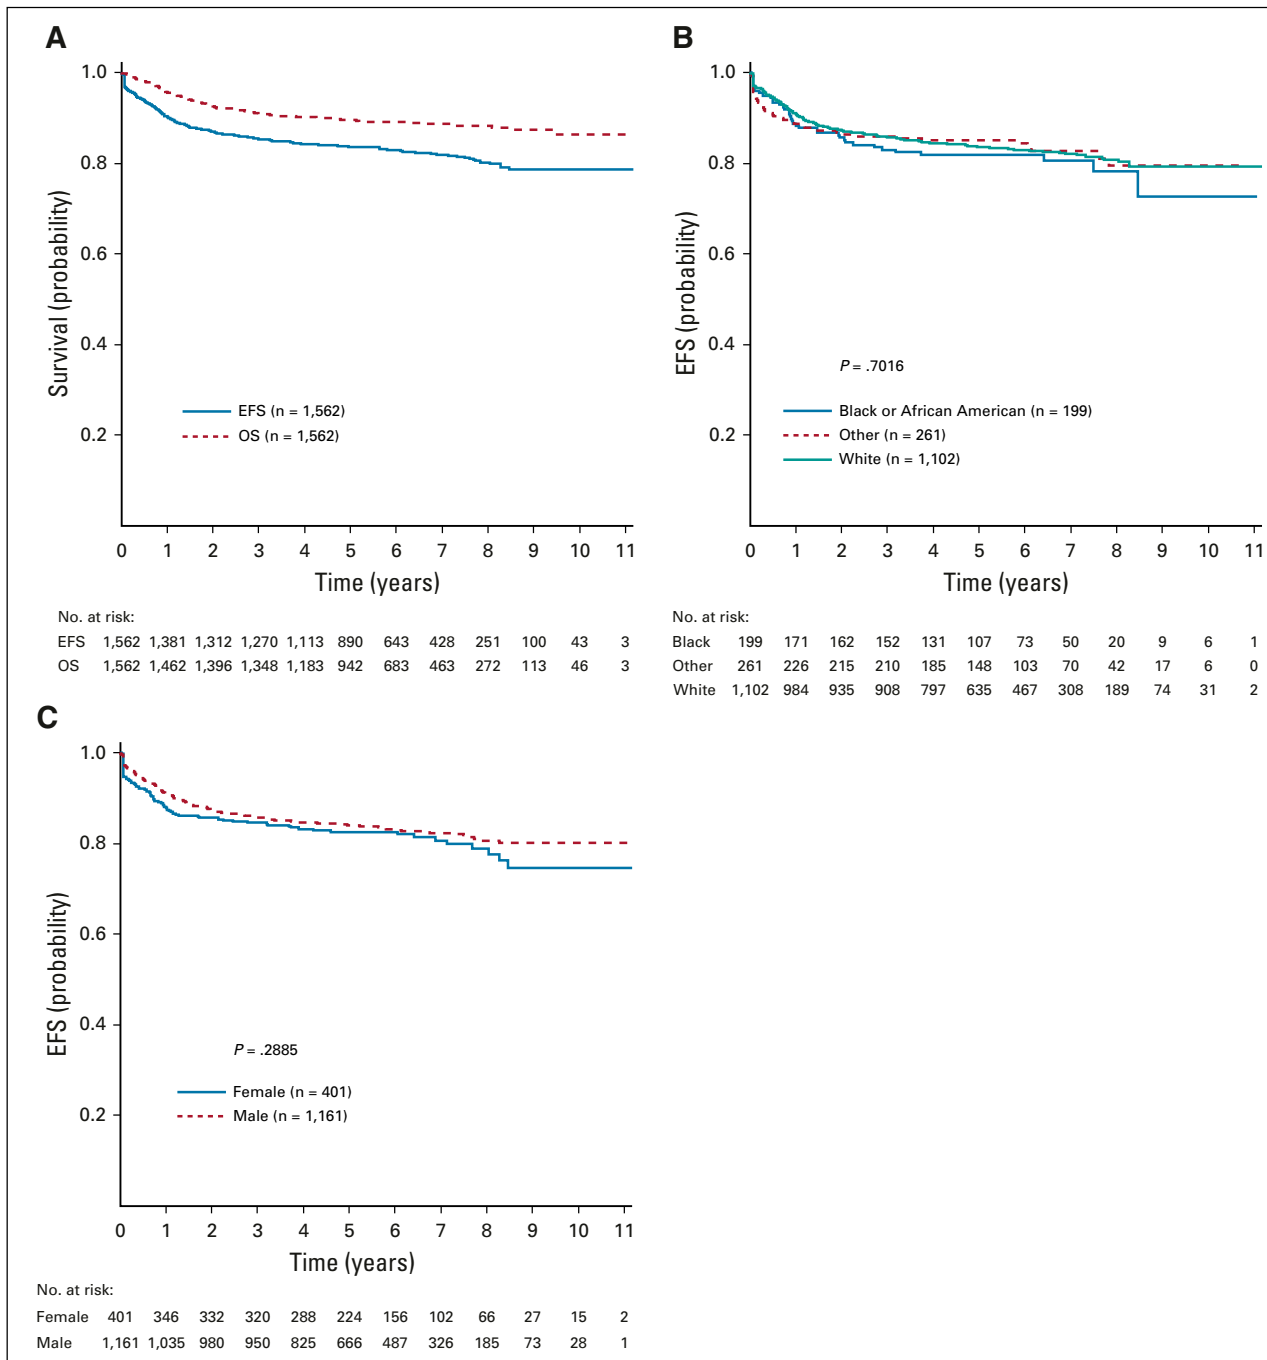 A
1.0
0.8
0.6
0.4
0.2
Survival (probability)
EFS (n = 1,562)
OS (n = 1,562)
0 1 2 3 4 5 6 7 8 9 10 11
Time (years)
No. at risk:
EFS 1,562 1,381 1,312 1,270 1,113 890 643 428 251 100 43 3
OS 1,562 1,462 1,396 1,348 1,183 942 683 463 272 113 46 3
B
1.0
0.8
0.6
0.4
0.2
EFS (probability)
P = .7016
Black or African American (n = 199)
Other (n = 261)
White (n = 1,102)
0 1 2 3 4 5 6 7 8 9 10 11
Time (years)
No. at risk:
Black 199 171 162 152 131 107 73 50 20 9 6 1
Other 261 226 215 210 185 148 103 70 42 17 6 0
White 1,102 984 935 908 797 635 467 308 189 74 31 2
C
1.0
0.8
0.6
0.4
0.2
EFS (probability)
P = .2885
Female (n = 401)
Male (n = 1,161)
0 1 2 3 4 5 6 7 8 9 10 11
Time (years)
No. at risk:
Female 401 346 332 320 288 224 156 102 66 27 15 2
Male 1,161 1,035 980 950 825 666 487 326 185 73 28 1